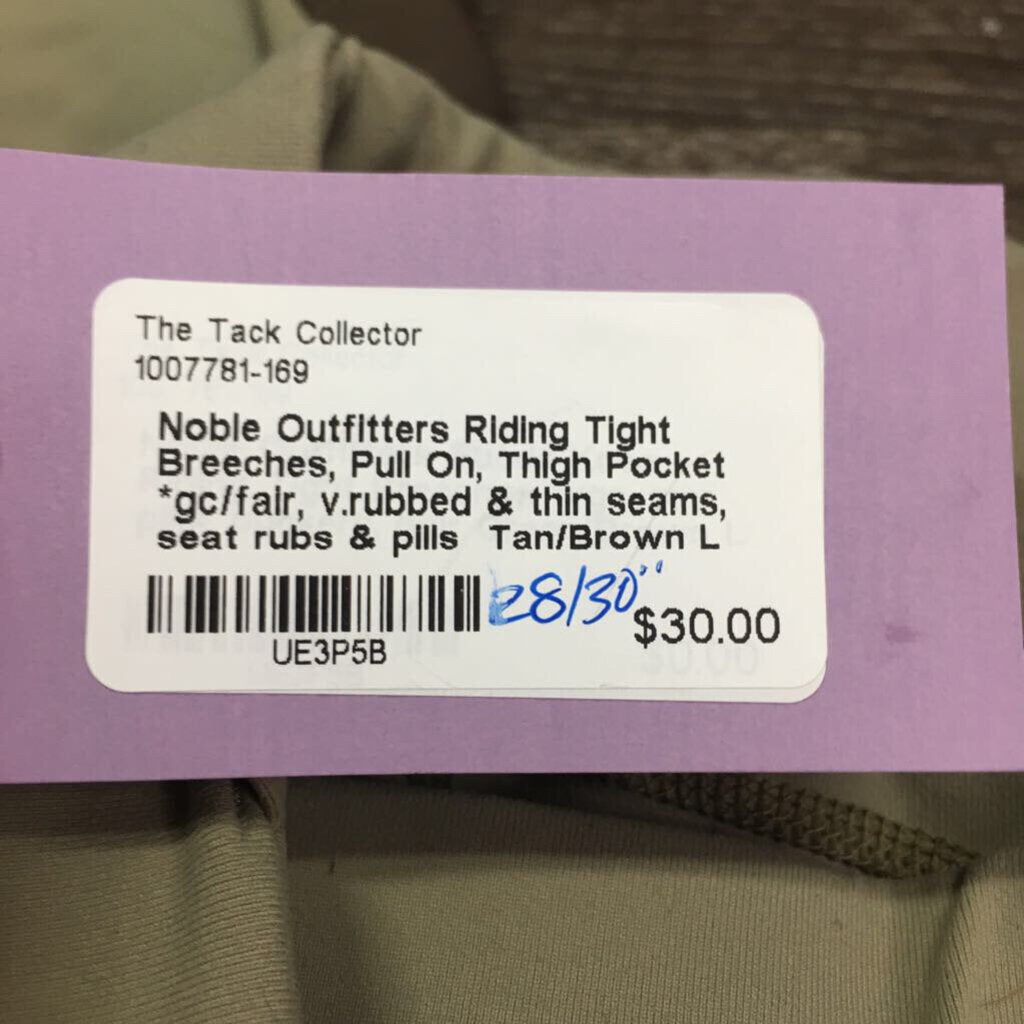 The Tack Collector
1007781-169
Noble Outfitters Riding Tight
Breeches, Pull On, Thigh Pocket
*gc/fair, v.rubbed & thin seams,
seat rubs & pills Tan/Brown L
28/30"
$30.00
UE3P5B